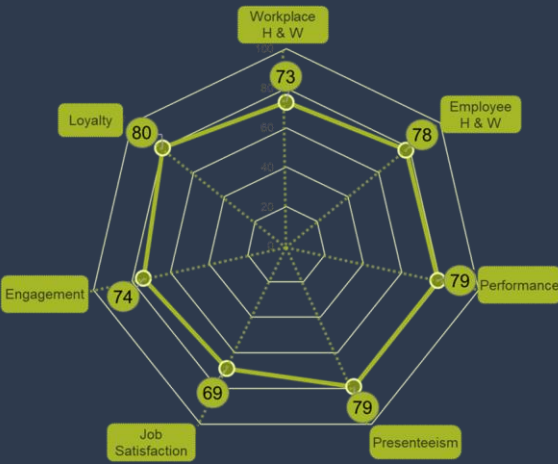 Workplace
H & W
100
73
80
60
40
20
0
Loyalty
80
Employee
H & W
78
Engagement
74
Performance
79
69
79
Job
Satisfaction
Presenteeism